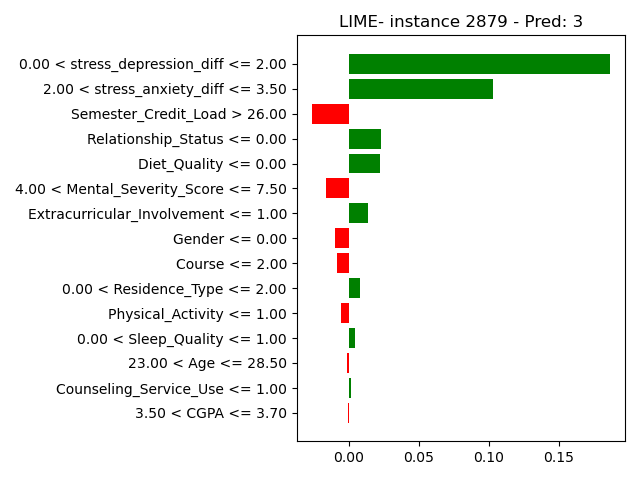 LIME- instance 2879 - Pred: 3
0.00 < stress_depression_diff <= 2.00
2.00 < stress_anxiety_diff <= 3.50
Semester_Credit_Load > 26.00
Relationship_Status <= 0.00
Diet_Quality <= 0.00
4.00 < Mental_Severity_Score <= 7.50
Extracurricular_Involvement <= 1.00
Gender <= 0.00
Course <= 2.00
0.00 < Residence_Type <= 2.00
Physical_Activity <= 1.00
0.00 < Sleep_Quality <= 1.00
23.00 < Age <= 28.50
Counseling_Service_Use <= 1.00
3.50 < CGPA <= 3.70
0.00 0.05 0.10 0.15